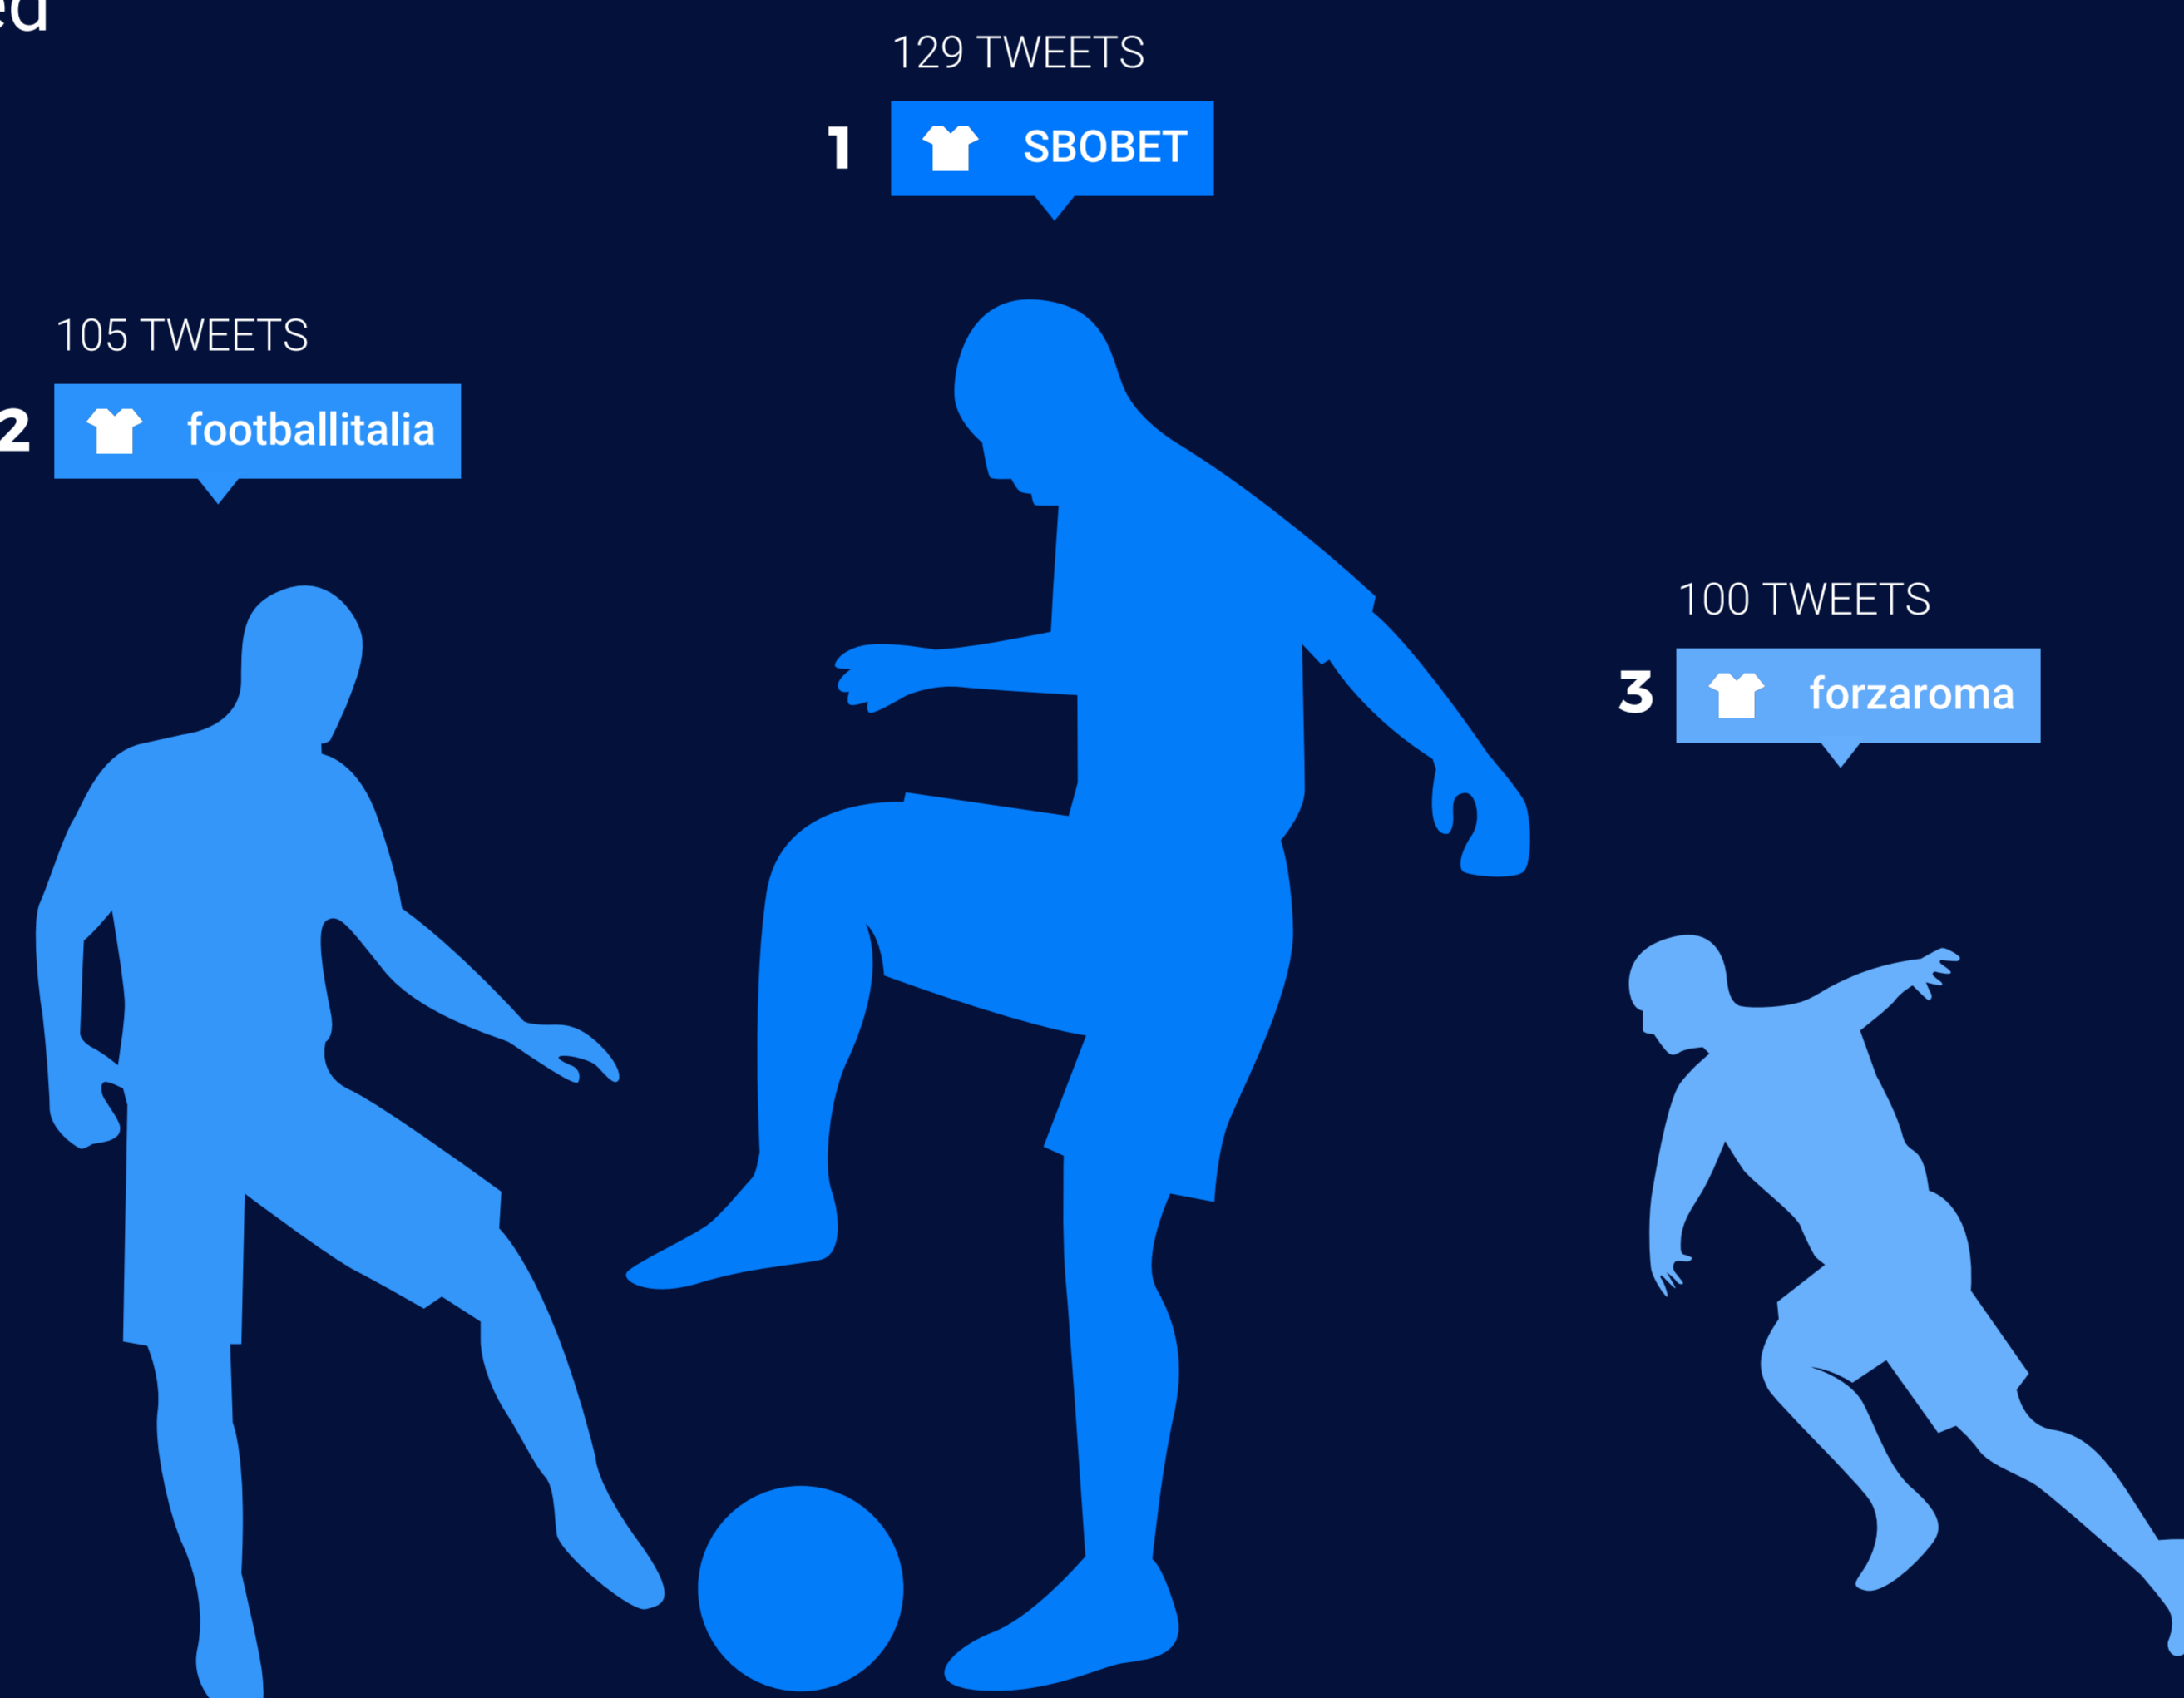 129 TWEETS
1 SBOBET
105 TWEETS
2 footballitalia
100 TWEETS
3 forzaroma